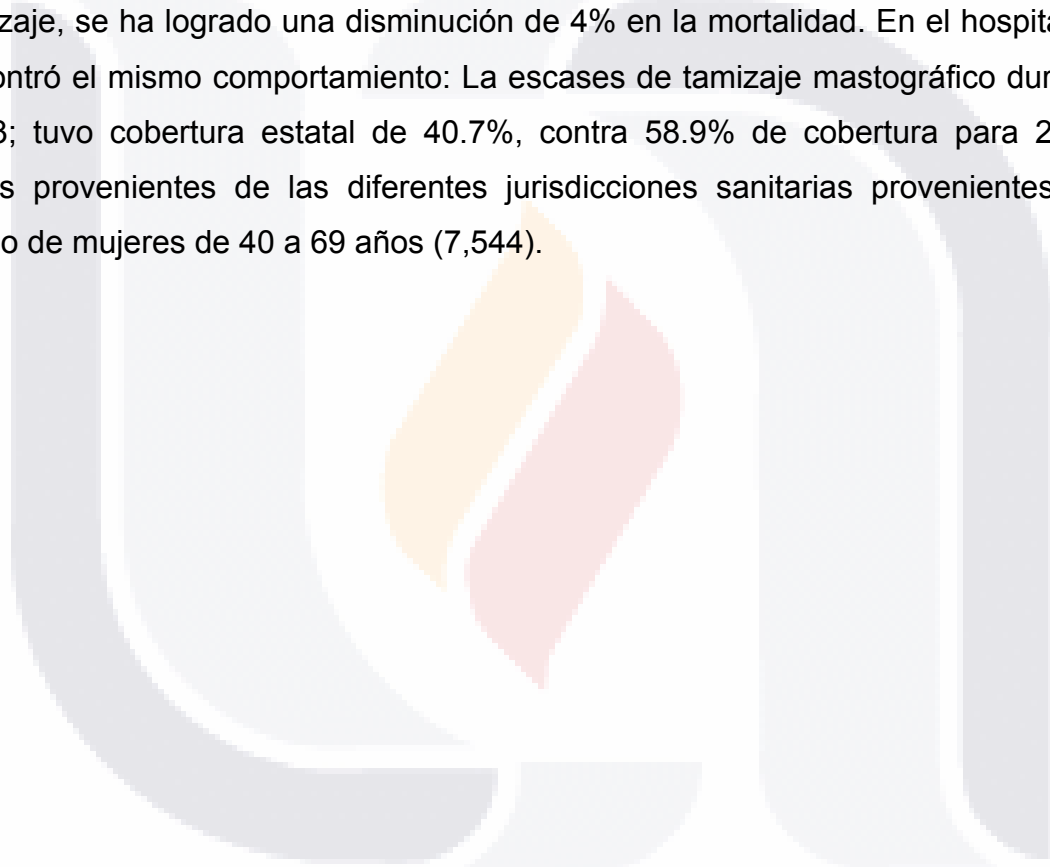 zaje, se ha logrado una disminución de 4% en la mortalidad. En el hospita
ontró el mismo comportamiento: La escases de tamizaje mastográfico dur
3; tuvo cobertura estatal de 40.7%, contra 58.9% de cobertura para 2
s provenientes de las diferentes jurisdicciones sanitarias provenientes
o de mujeres de 40 a 69 años (7,544).